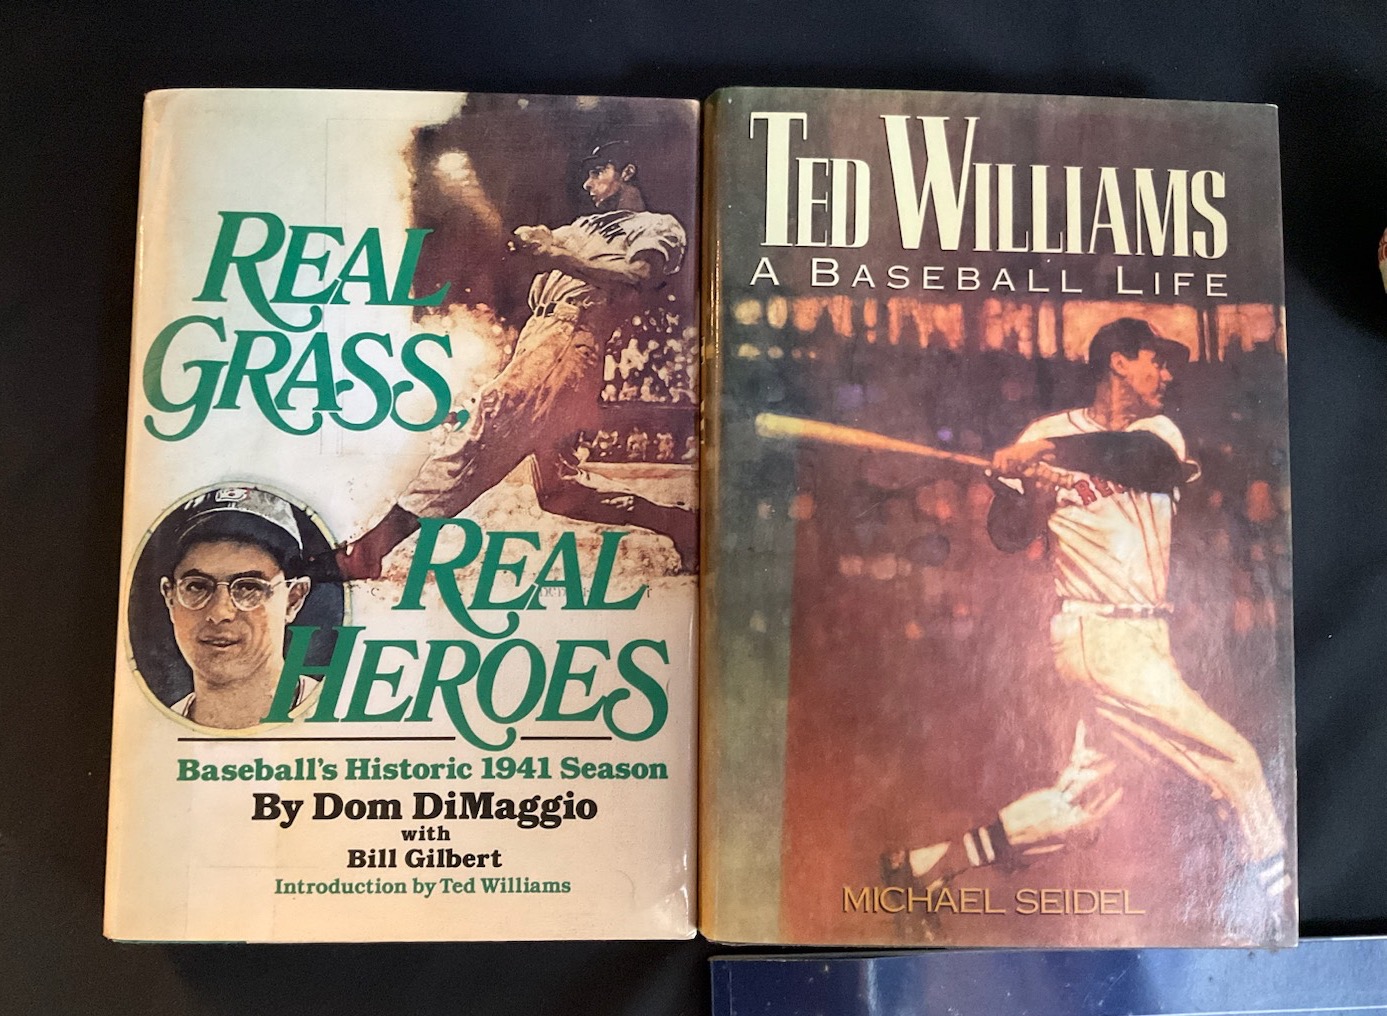 REAL
GRASS,
REAL
HEROES
Baseball's Historic 1941 Season
By Dom DiMaggio
with
Bill Gilbert
Introduction by Ted Williams
TED WILLIAMS
A BASEBALL LIFE
MICHAEL SEIDEL